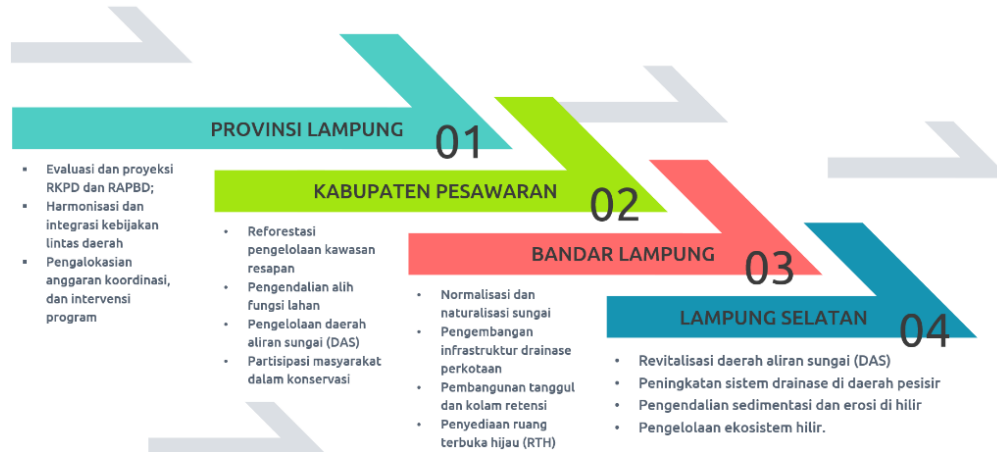 PROVINSI LAMPUNG
01
▪ Evaluasi dan proyeksi
RKPD dan RAPBD;
▪ Harmonisasi dan
integrasi kebijakan
lintas daerah
▪ Pengalokasian
anggaran koordinasi,
dan intervensi
program
KABUPATEN PESAWARAN
02
• Reforestasi
pengelolaan kawasan
resapan
• Pengendalian alih
fungsi lahan
• Pengelolaan daerah
aliran sungai (DAS)
• Partisipasi masyarakat
dalam konservasi
BANDAR LAMPUNG
03
• Normalisasi dan
naturalisasi sungai
• Pengembangan
infrastruktur drainase
perkotaan
• Pembangunan tanggul
dan kolam retensi
• Penyediaan ruang
terbuka hijau (RTH)
LAMPUNG SELATAN
04
• Revitalisasi daerah aliran sungai (DAS)
• Peningkatan sistem drainase di daerah pesisir
• Pengendalian sedimentasi dan erosi di hilir
• Pengelolaan ekosistem hilir.